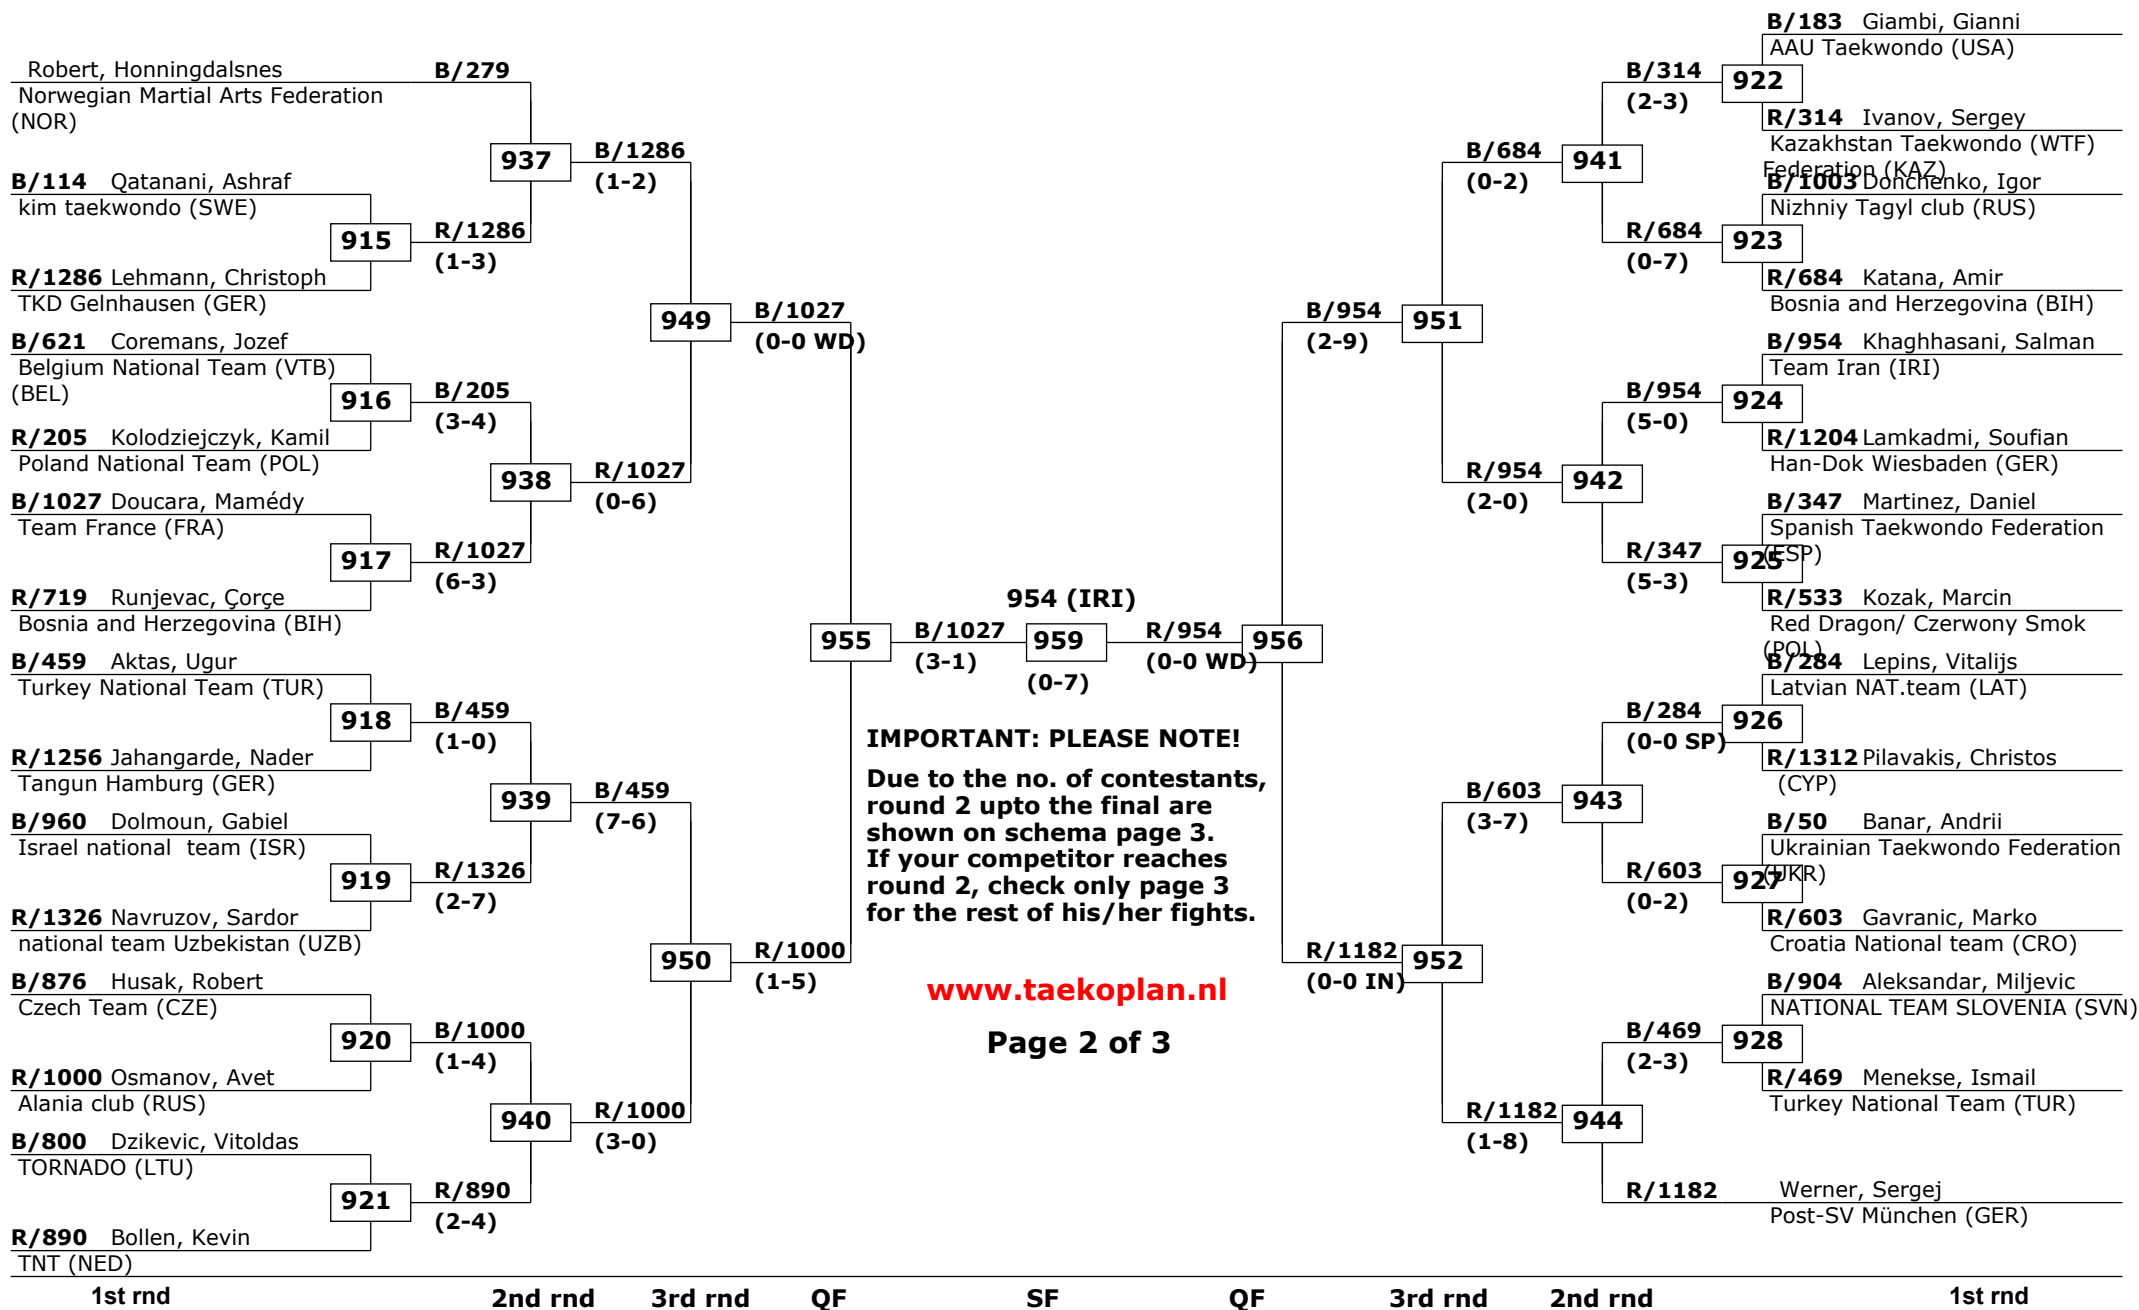 Robert, Honningdalsnes
Norwegian Martial Arts Federation
(NOR)
B/114 Qatanani, Ashraf
kim taekwondo (SWE)
915
R/1286 Lehmann, Christoph
TKD Gelnhausen (GER)
B/621 Coremans, Jozef
Belgium National Team (VTB)
(BEL)
916
R/205 Kolodziejczyk, Kamil
Poland National Team (POL)
B/1027 Doucara, Mamédy
Team France (FRA)
917
R/719 Runjevac, Çorçe
Bosnia and Herzegovina (BIH)
B/459 Aktas, Ugur
Turkey National Team (TUR)
918
R/1256 Jahangarde, Nader
Tangun Hamburg (GER)
B/960 Dolmoun, Gabiel
Israel national team (ISR)
919
R/1326 Navruzov, Sardor
national team Uzbekistan (UZB)
B/876 Husak, Robert
Czech Team (CZE)
920
R/1000 Osmanov, Avet
Alania club (RUS)
B/800 Dzikevic, Vitoldas
TORNADO (LTU)
921
R/890 Bollen, Kevin
TNT (NED)
B/279
937
R/1286
(1-3)
B/205
(3-4)
938
R/1027
(6-3)
B/459
(1-0)
939
R/1326
(2-7)
B/1000
(1-4)
940
R/890
(2-4)
B/1286
(1-2)
949
R/1027
(0-6)
B/459
(7-6)
950
R/1000
(3-0)
B/1027
(0-0 WD)
955
R/1000
(1-5)
B/1027
(3-1)
954 (IRI)
959
(0-7)
R/954
(0-0 WD)
956
IMPORTANT: PLEASE NOTE!
Due to the no. of contestants,
round 2 upto the final are
shown on schema page 3.
If your competitor reaches
round 2, check only page 3
for the rest of his/her fights.
www.taekoplan.nl
Page 2 of 3
B/954
(2-9)
951
R/1182
(0-0 IN)
952
B/684
(0-2)
941
R/954
(2-0)
942
B/603
(3-7)
943
R/1182
(1-8)
944
B/314
(2-3)
922
R/684
(0-7)
923
B/954
(5-0)
924
R/347
(5-3)
925
B/284
(0-0 SP)
926
R/603
(0-2)
927
B/469
(2-3)
928
R/1182
B/183 Giambi, Gianni
AAU Taekwondo (USA)
R/314 Ivanov, Sergey
Kazakhstan Taekwondo (WTF)
Federation (KAZ)
B/1003 Donchenko, Igor
Nizhniy Tagyl club (RUS)
R/684 Katana, Amir
Bosnia and Herzegovina (BIH)
B/954 Khaghhasani, Salman
Team Iran (IRI)
R/1204 Lamkadmi, Soufian
Han-Dok Wiesbaden (GER)
B/347 Martinez, Daniel
Spanish Taekwondo Federation
(ESP)
R/533 Kozak, Marcin
Red Dragon/ Czerwony Smok
(POL)
B/284 Lepins, Vitalijs
Latvian NAT.team (LAT)
R/1312 Pilavakis, Christos
(CYP)
B/50 Banar, Andrii
Ukrainian Taekwondo Federation
(UKR)
R/603 Gavranic, Marko
Croatia National team (CRO)
B/904 Aleksandar, Miljevic
NATIONAL TEAM SLOVENIA (SVN)
R/469 Menekse, Ismail
Turkey National Team (TUR)
Werner, Sergej
Post-SV München (GER)
1st rnd 2nd rnd 3rd rnd QF SF QF 3rd rnd 2nd rnd 1st rnd